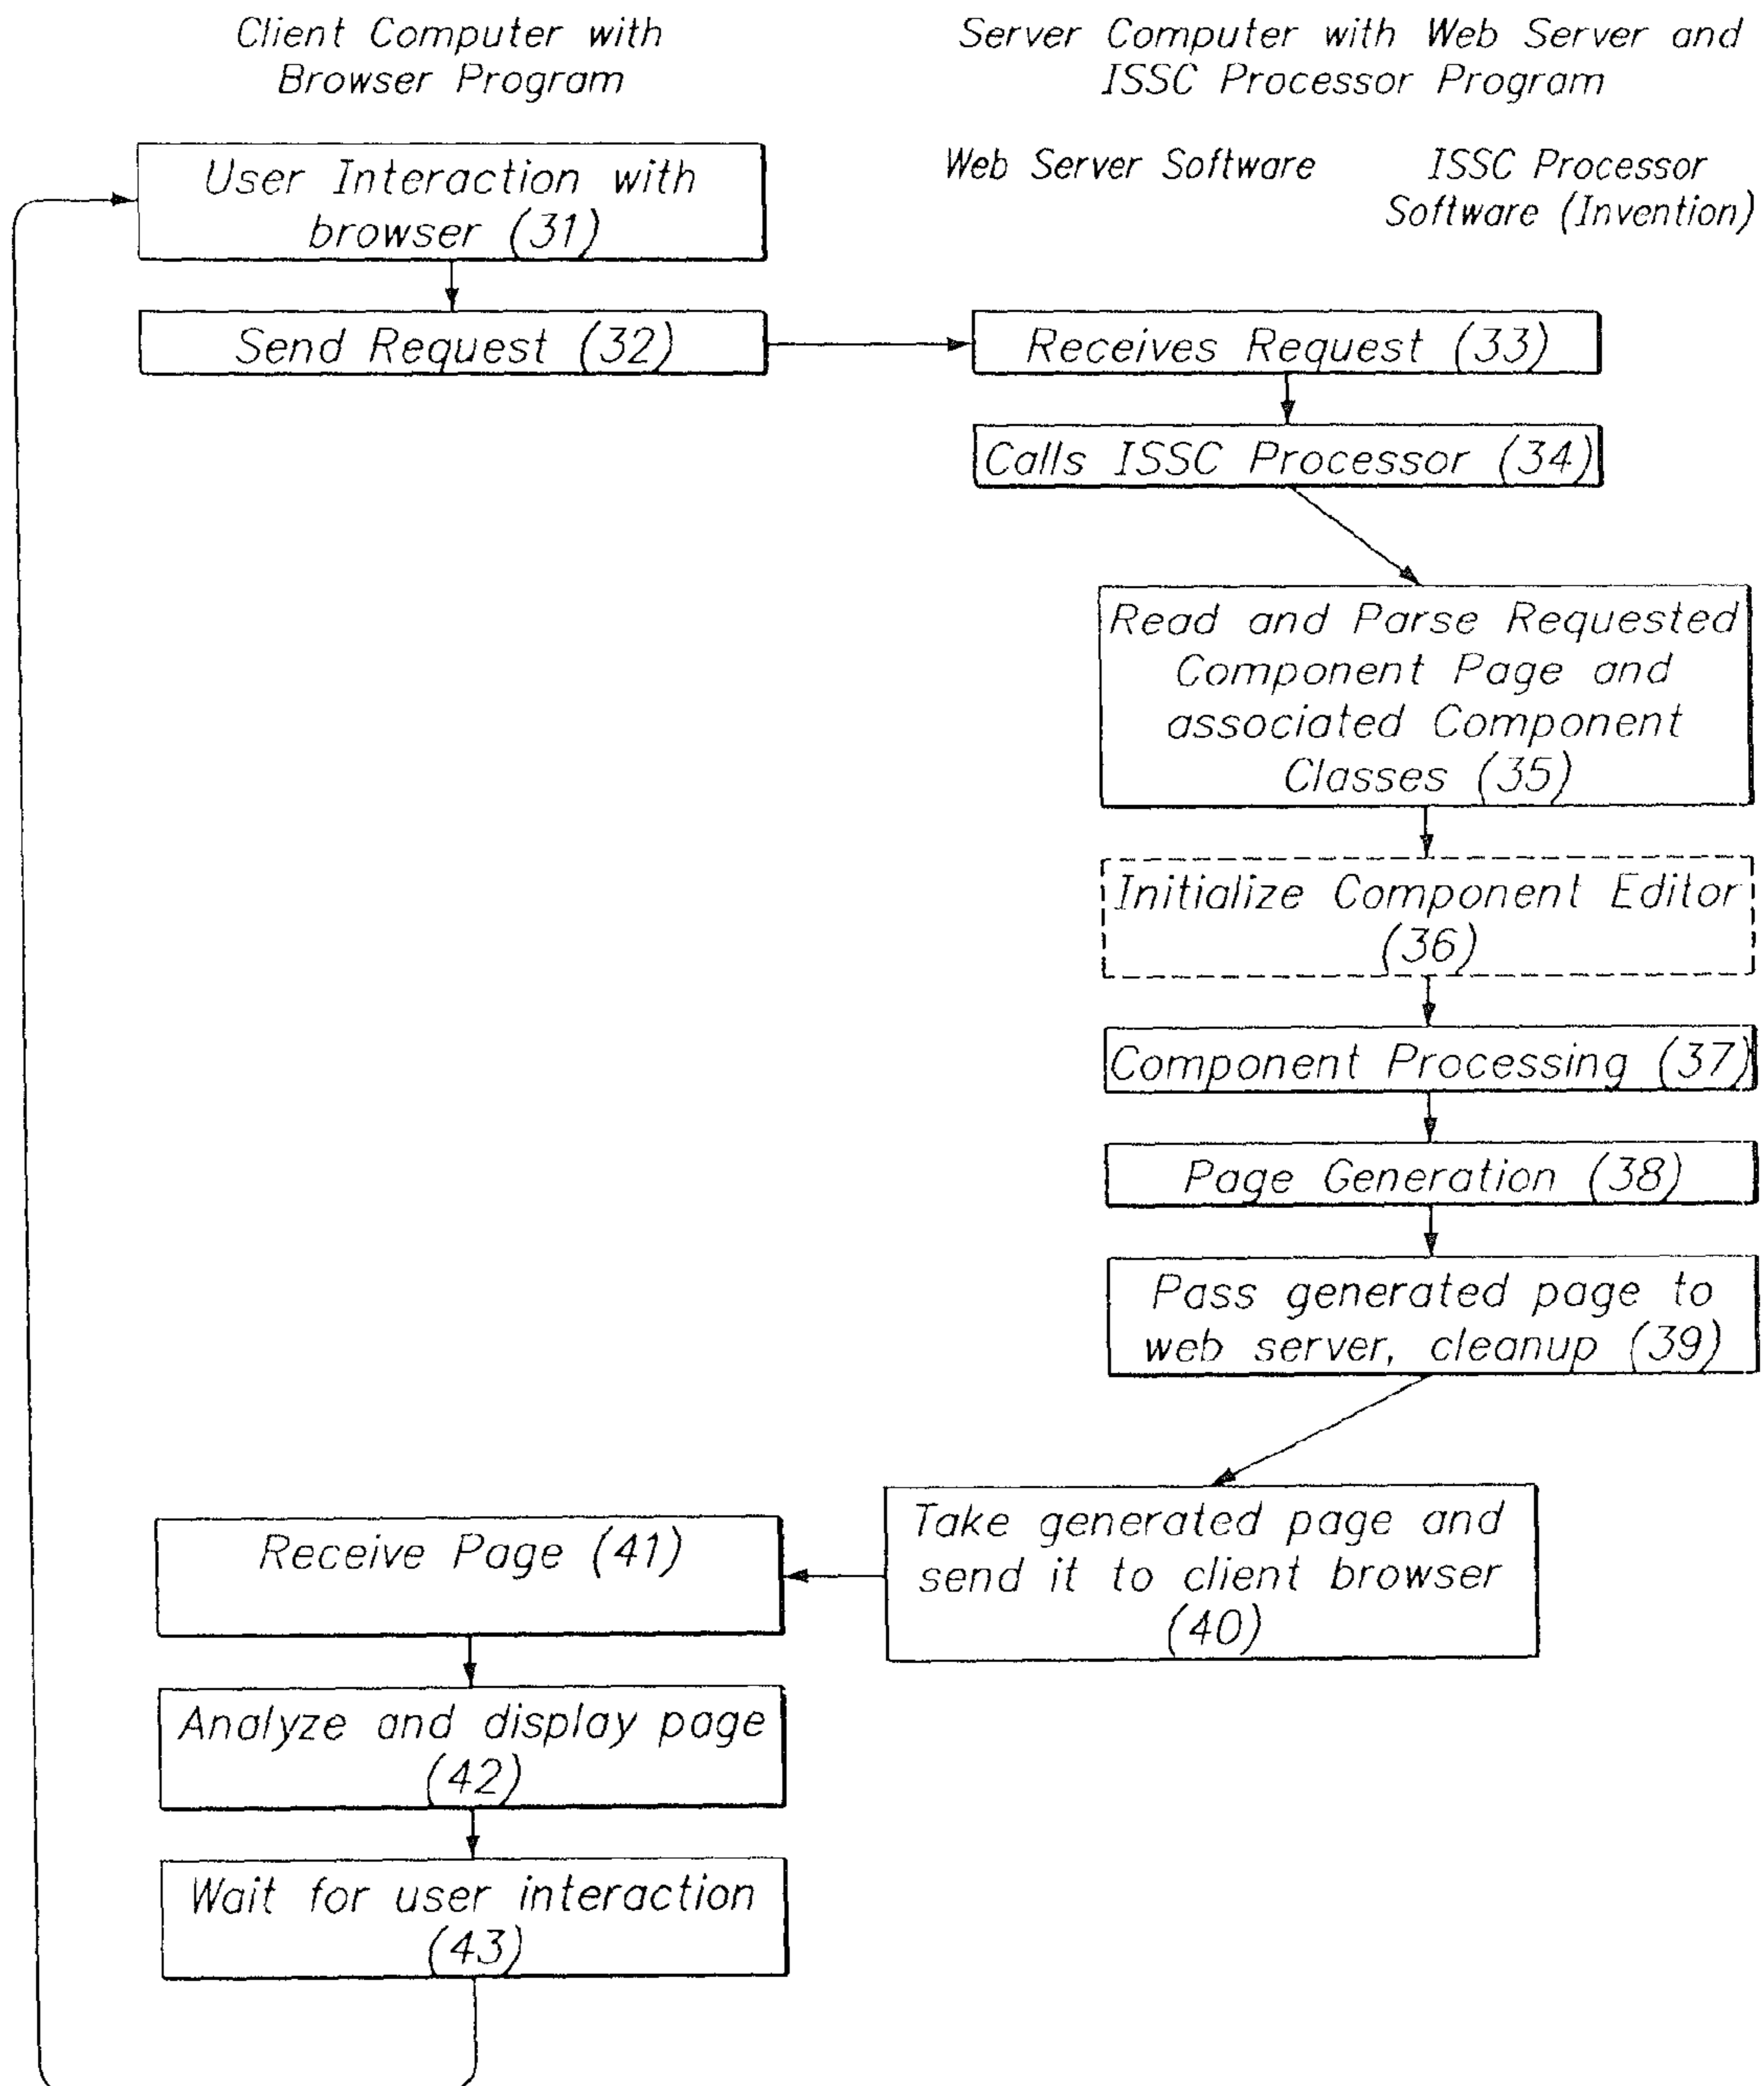 Client Computer with
Browser Program
Server Computer with Web Server and
ISSC Processor Program
Web Server Software
ISSC Processor
Software (Invention)
User Interaction with
browser (31)
Send Request (32)
Receives Request (33)
Calls ISSC Processor (34)
Read and Parse Requested
Component Page and
associated Component
Classes (35)
Initialize Component Editor
(36)
Component Processing (37)
Page Generation (38)
Pass generated page to
web server, cleanup (39)
Take generated page and
send it to client browser
(40)
Receive Page (41)
Analyze and display page
(42)
Wait for user interaction
(43)